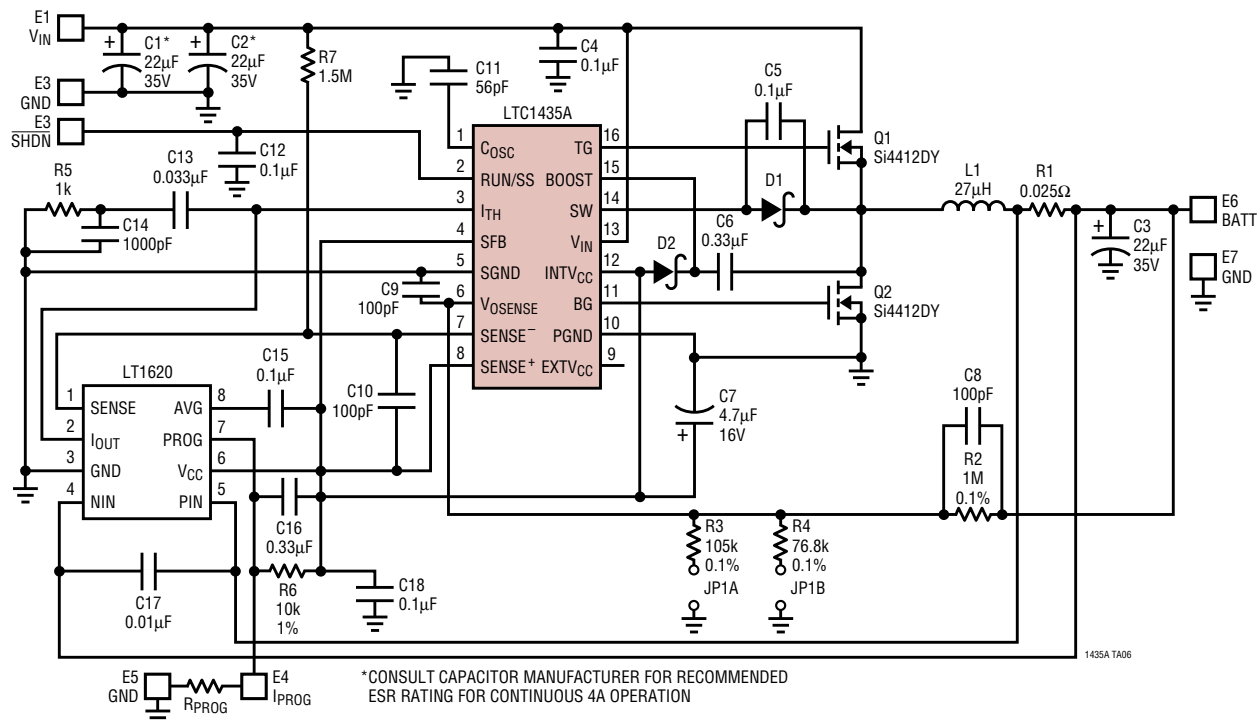 E1
VIN
C1*
22µF
35V
C2*
22µF
35V
R7
1.5M
C4
0.1µF
C11
56pF
C5
0.1µF
E3
GND
E3
SHDN
LTC1435A
C12
0.1µF
1
COSC
2
RUN/SS
3
ITH
4
SFB
5
SGND
6
VOSENSE
7
SENSE–
8
SENSE+
16
TG
15
BOOST
14
SW
13
VIN
12
INTVCC
11
BG
10
PGND
9
EXTVCC
Q1
Si4412DY
R5
1k
C13
0.033µF
C14
1000pF
D1
L1
27µH
R1
0.025Ω
E6
BATT
C3
22µF
35V
E7
GND
D2
C6
0.33µF
Q2
Si4412DY
C9
100pF
C10
100pF
C15
0.1µF
LT1620
1
SENSE
2
IOUT
3
GND
4
NIN
8
AVG
7
PROG
6
VCC
5
PIN
C7
4.7µF
16V
C8
100pF
R2
1M
0.1%
C16
0.33µF
R3
105k
0.1%
JP1A
R4
76.8k
0.1%
JP1B
C17
0.01µF
R6
10k
1%
C18
0.1µF
1435A TA06
E5
GND
RPROG
E4
IPROG
*CONSULT CAPACITOR MANUFACTURER FOR RECOMMENDED
ESR RATING FOR CONTINUOUS 4A OPERATION